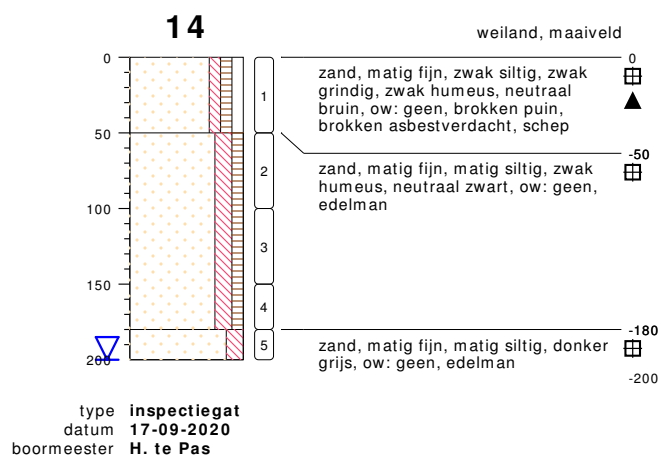 14
weiland, maaiveld
0
0
zand, matig fijn, zwak siltig, zwak
grindig, zwak humeus, neutraal
bruin, ow: geen, brokken puin,
brokken asbestverdacht, schep
1
50
-50
zand, matig fijn, matig siltig, zwak
humeus, neutraal zwart, ow: geen,
edelman
2
100
3
150
4
-180
zand, matig fijn, matig siltig, donker
grijs, ow: geen, edelman
5
200
-200
type inspectiegat
datum 17-09-2020
boormeester H. te Pas